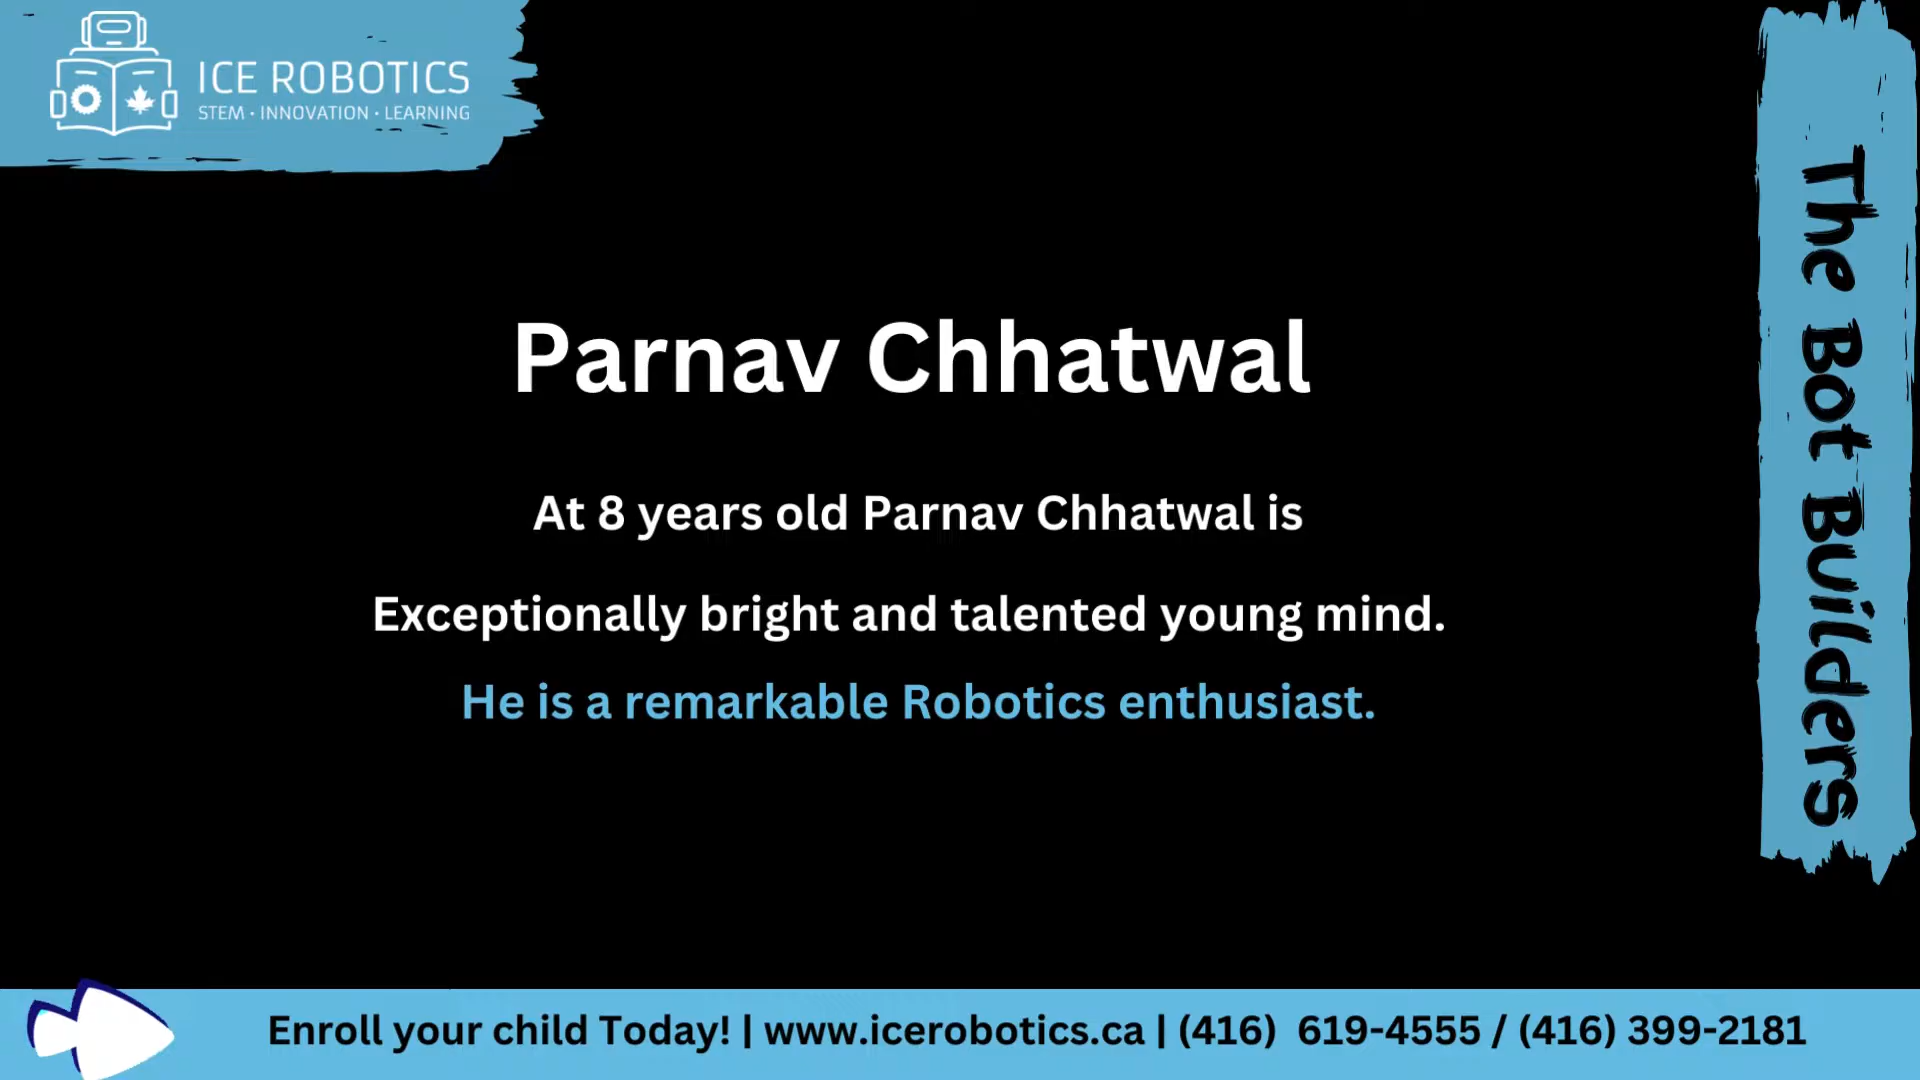 ICE ROBOTICS
STEM • INNOVATION • LEARNING
The Bot Builders
Parnav Chhatwal
At 8 years old Parnav Chhatwal is
Exceptionally bright and talented young mind.
He is a remarkable Robotics enthusiast.
Enroll your child Today! | www.icerobotics.ca | (416) 619-4555 / (416) 399-2181